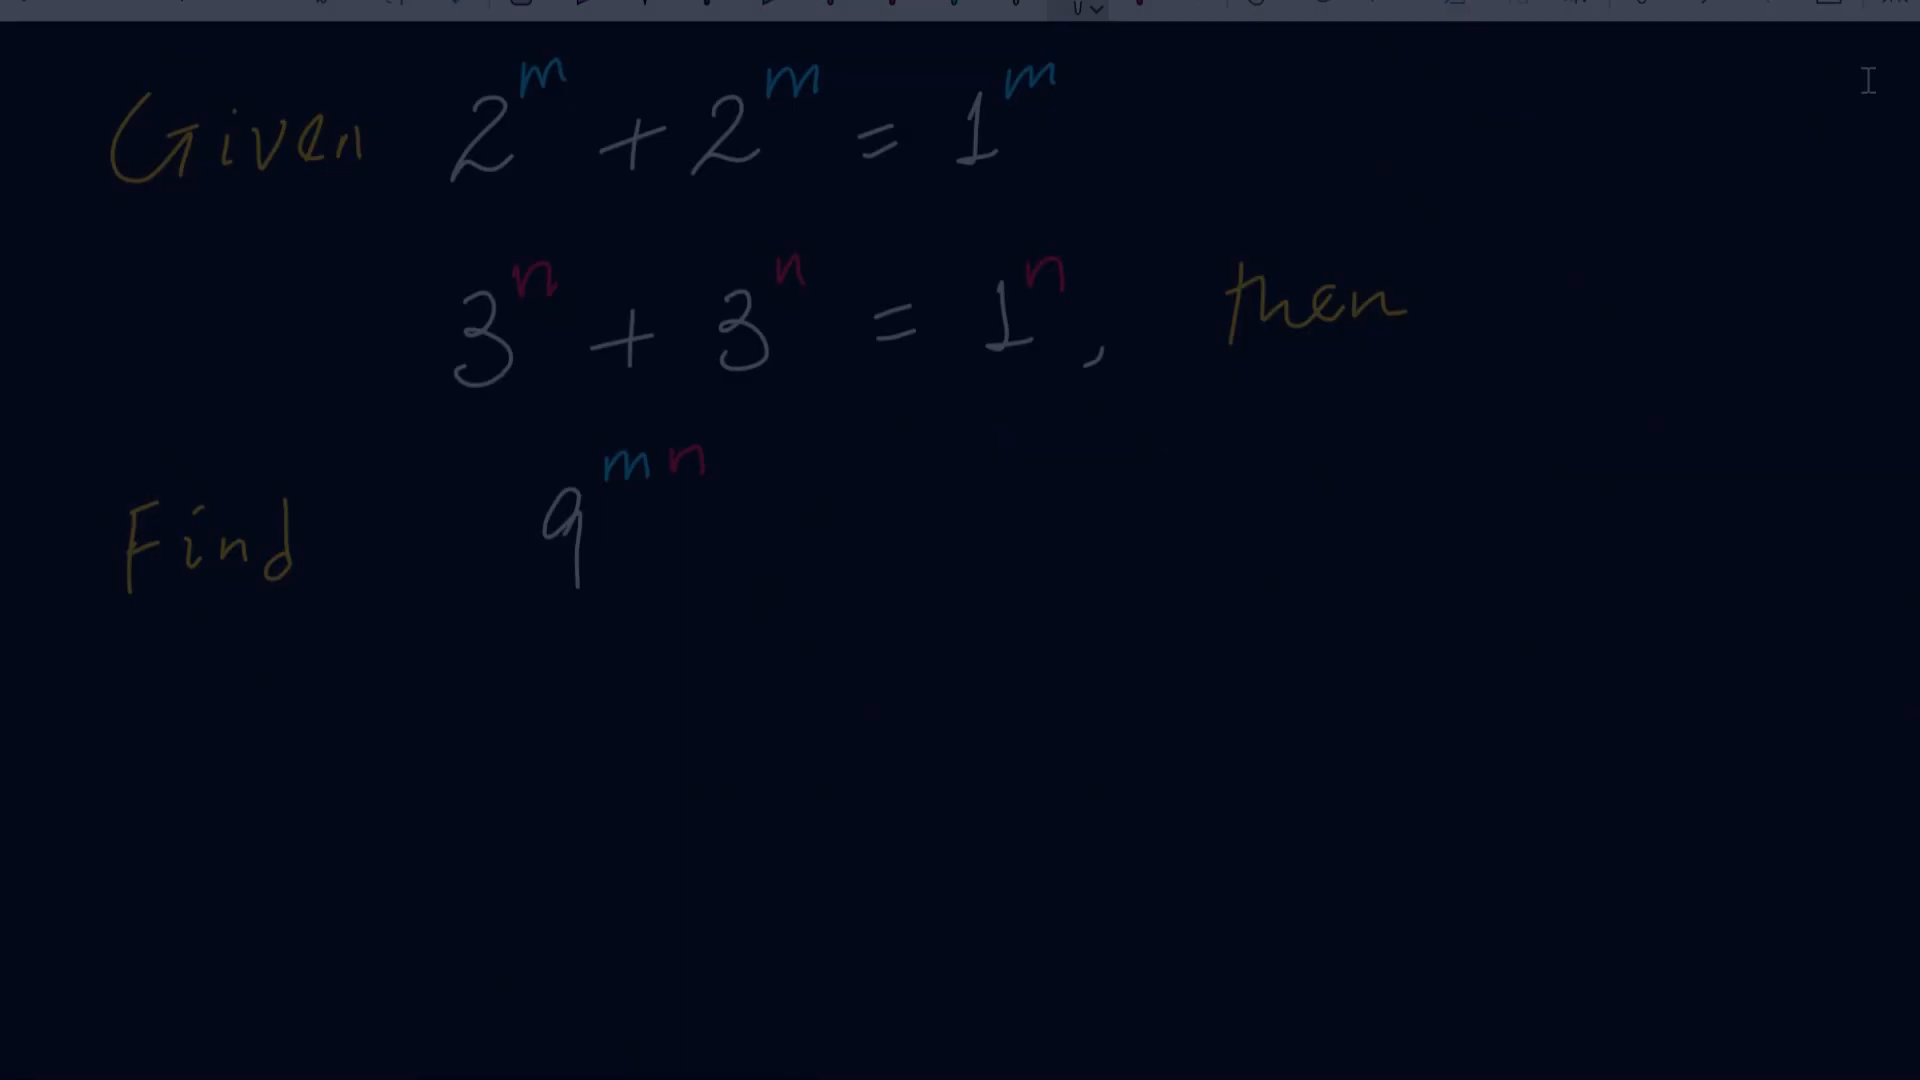 Given 2^m + 2^m = 1^m
3^n + 3^n = 1^n, then
Find 9^mn